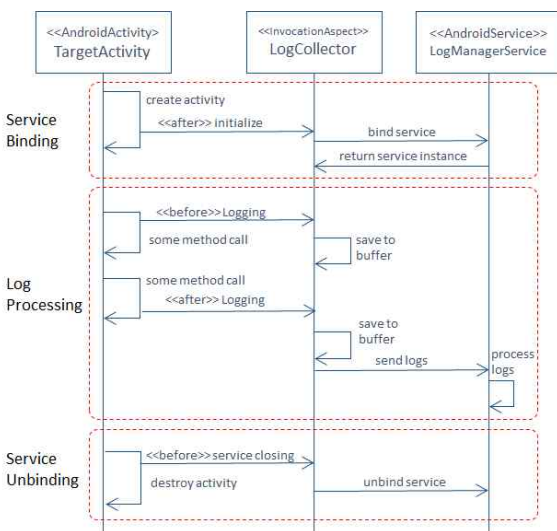 <<AndroidActivity>>
TargetActivity
<<InvocationAspect>>
LogCollector
<<AndroidService>>
LogManagerService
Service
Binding
create activity
<<after>> initialize
bind service
return service instance
Log
Processing
<<before>> Logging
some method call
save to
buffer
some method call
<<after>> Logging
save to
buffer
send logs
process
logs
Service
Unbinding
<<before>> service closing
destroy activity
unbind service